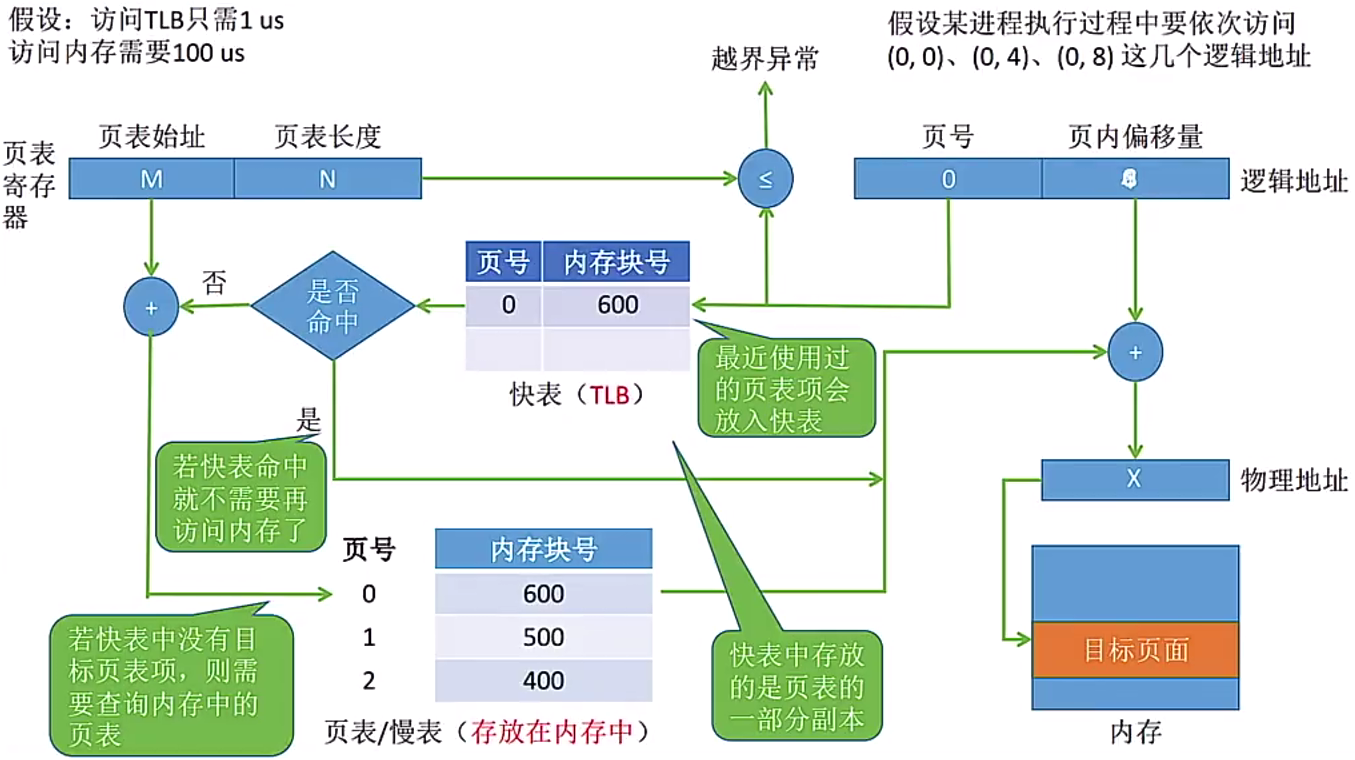 假设：访问TLB只需1 us
访问内存需要100 us
假设某进程执行过程中要依次访问
(0, 0)、(0, 4)、(0, 8) 这几个逻辑地址
越界异常
页表
寄存
器
页表始址
页表长度
M
N
≤
页号
页内偏移量
0
逻辑地址
+
否
是否
命中
页号
内存块号
0
600
快表（TLB）
最近使用过
的页表项会
放入快表
+
是
若快表命中
就不需要再
访问内存了
X
物理地址
页号
内存块号
0
600
1
500
2
400
页表/慢表（存放在内存中）
若快表中没有目
标页表项，则需
要查询内存中的
页表
快表中存放
的是页表的
一部分副本
目标页面
内存